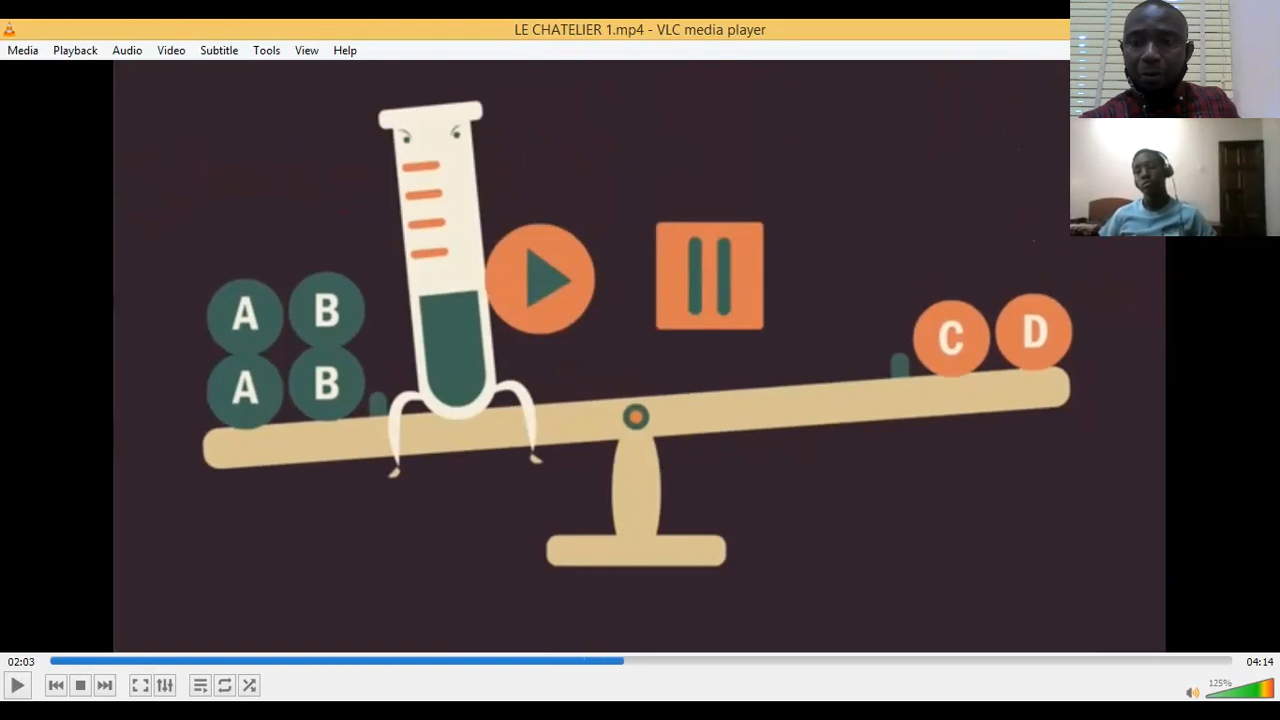 LE CHATELIER 1.mp4 - VLC media player
Media Playback Audio Video Subtitle Tools View Help
A B
A B
C D
02:03
04:14
125%